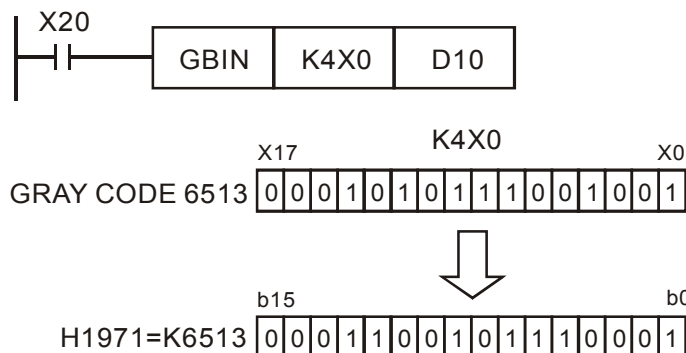 X20
GBIN K4X0 D10
K4X0
X17 X0
GRAY CODE 6513 0 0 0 1 0 1 0 1 1 1 0 0 1 0 0 1
b15 b0
H1971=K6513 0 0 0 1 1 0 0 1 0 1 1 1 0 0 0 1